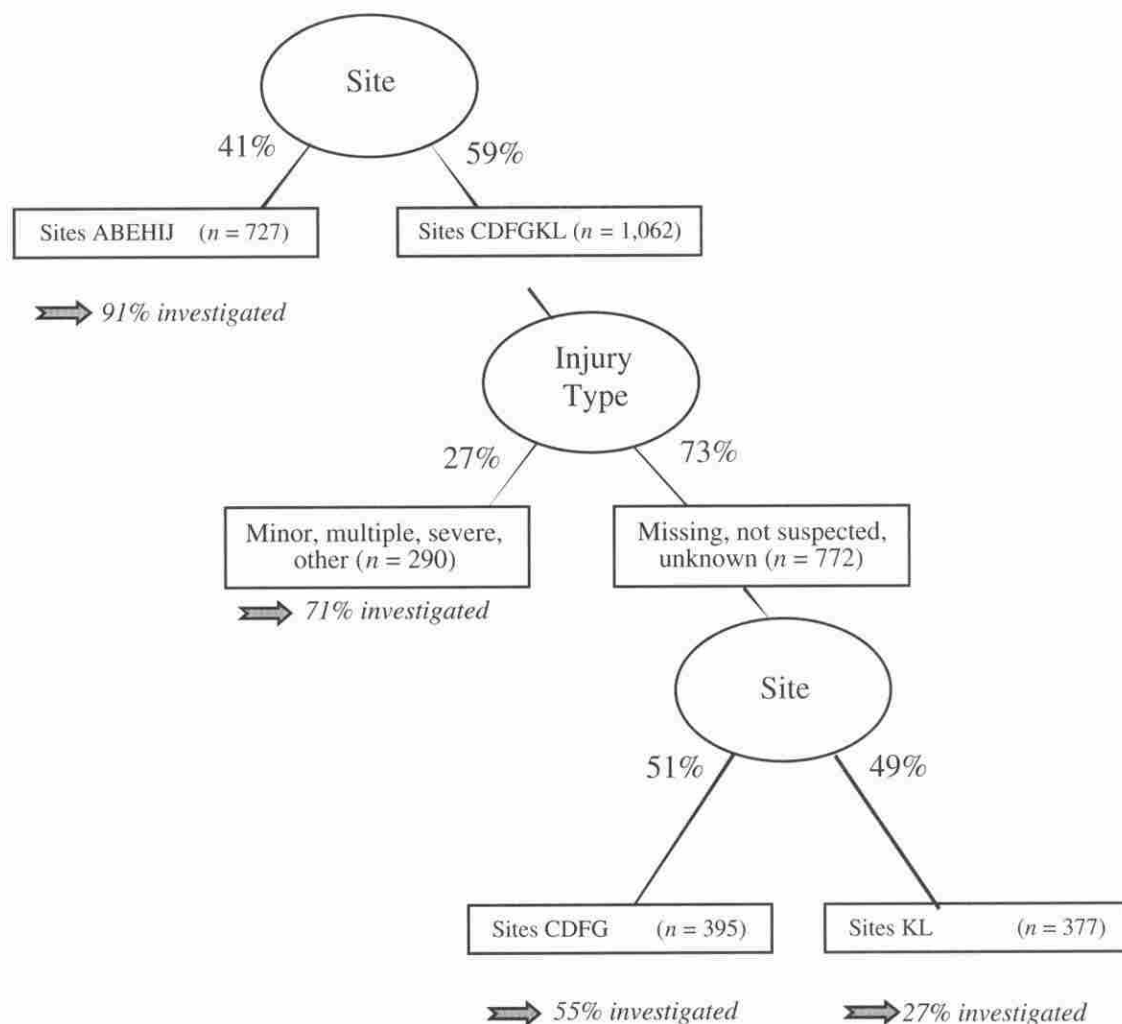 Site
41%
59%
Sites ABEHIJ (n = 727)
Sites CDFGKL (n = 1,062)
91% investigated
Injury
Type
27%
73%
Minor, multiple, severe,
other (n = 290)
Missing, not suspected,
unknown (n = 772)
71% investigated
Site
51%
49%
Sites CDFG (n = 395)
Sites KL (n = 377)
55% investigated
27% investigated